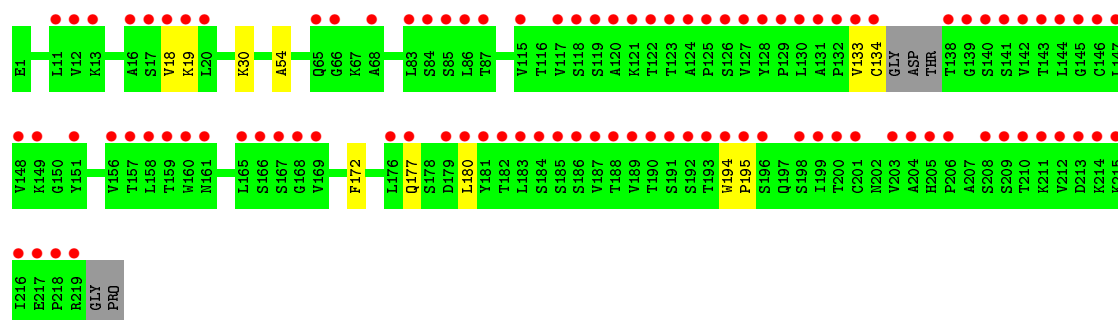 E1 L11 V12 K13 A16 S17 V18 K19 L20 K30 A54 Q65 G66 K67 A68 L83 S84 S85 L86 T87 V115 T116 V117 S118 S119 A120 K121 T122 T123 A124 P125 S126 V127 Y128 P129 L130 A131 P132 V133 C134 GLY ASP THR T138 G139 S140 S141 V142 T143 L144 G145 C146 L147
V148 K149 G150 Y151 V156 T157 L158 T159 W160 N161 L165 S166 S167 G168 V169 F172 L176 Q177 S178 D179 L180 Y181 T182 L183 S184 S185 S186 V187 T188 V189 T190 S191 S192 T193 W194 P195 S196 Q197 S198 I199 T200 C201 N202 V203 A204 H205 P206 A207 S208 S209 T210 K211 V212 D213 K214 K215
I216 E217 P218 R219 GLY PRO